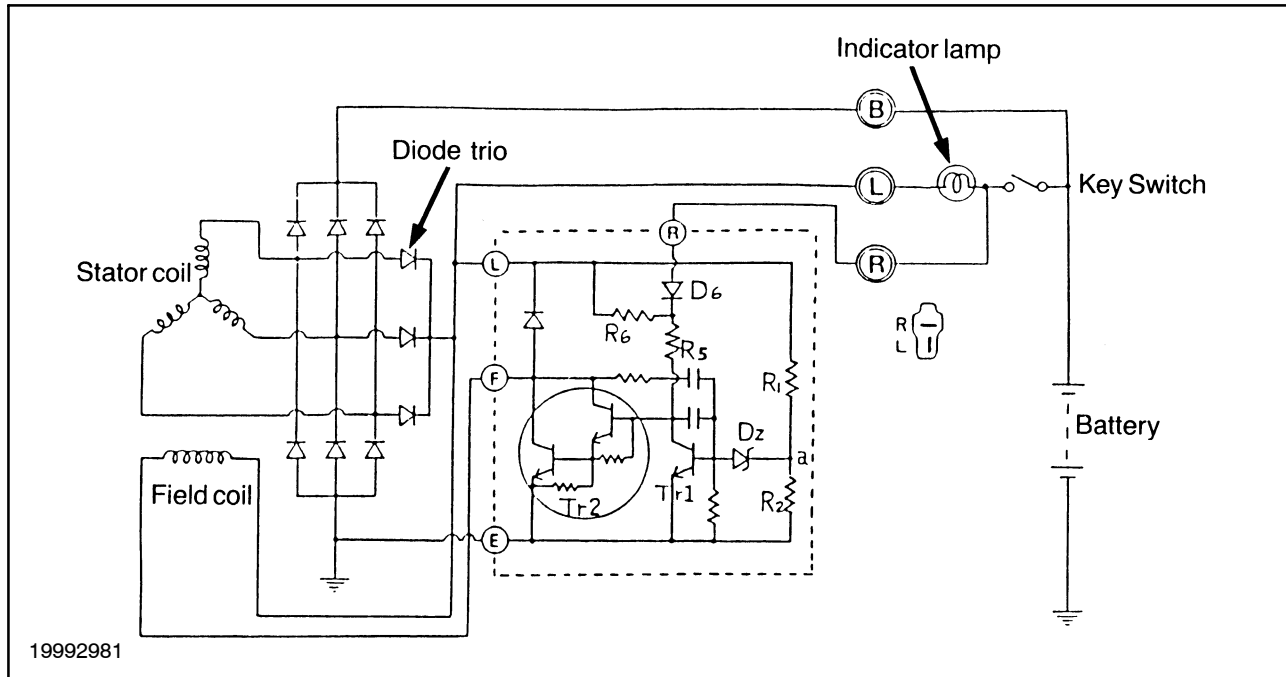 Indicator lamp
B
Diode trio
L
Key Switch
R
R
Stator coil
L
D6
R6
R5
R
L
R1
F
Dz
a
Battery
Field coil
Tr2
Tr1
R2
E
19992981